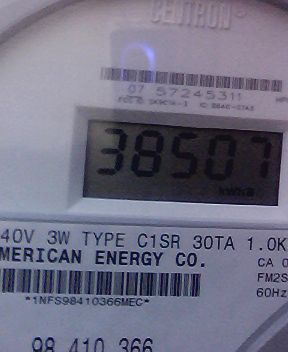 CENTRON®
07 57245311
38507
kWh
40V 3W TYPE C1SR 30TA 1.0K
MERICAN ENERGY CO.
CA 0
FM2S
60Hz
*1NFS98410366MEC*
98 410 366